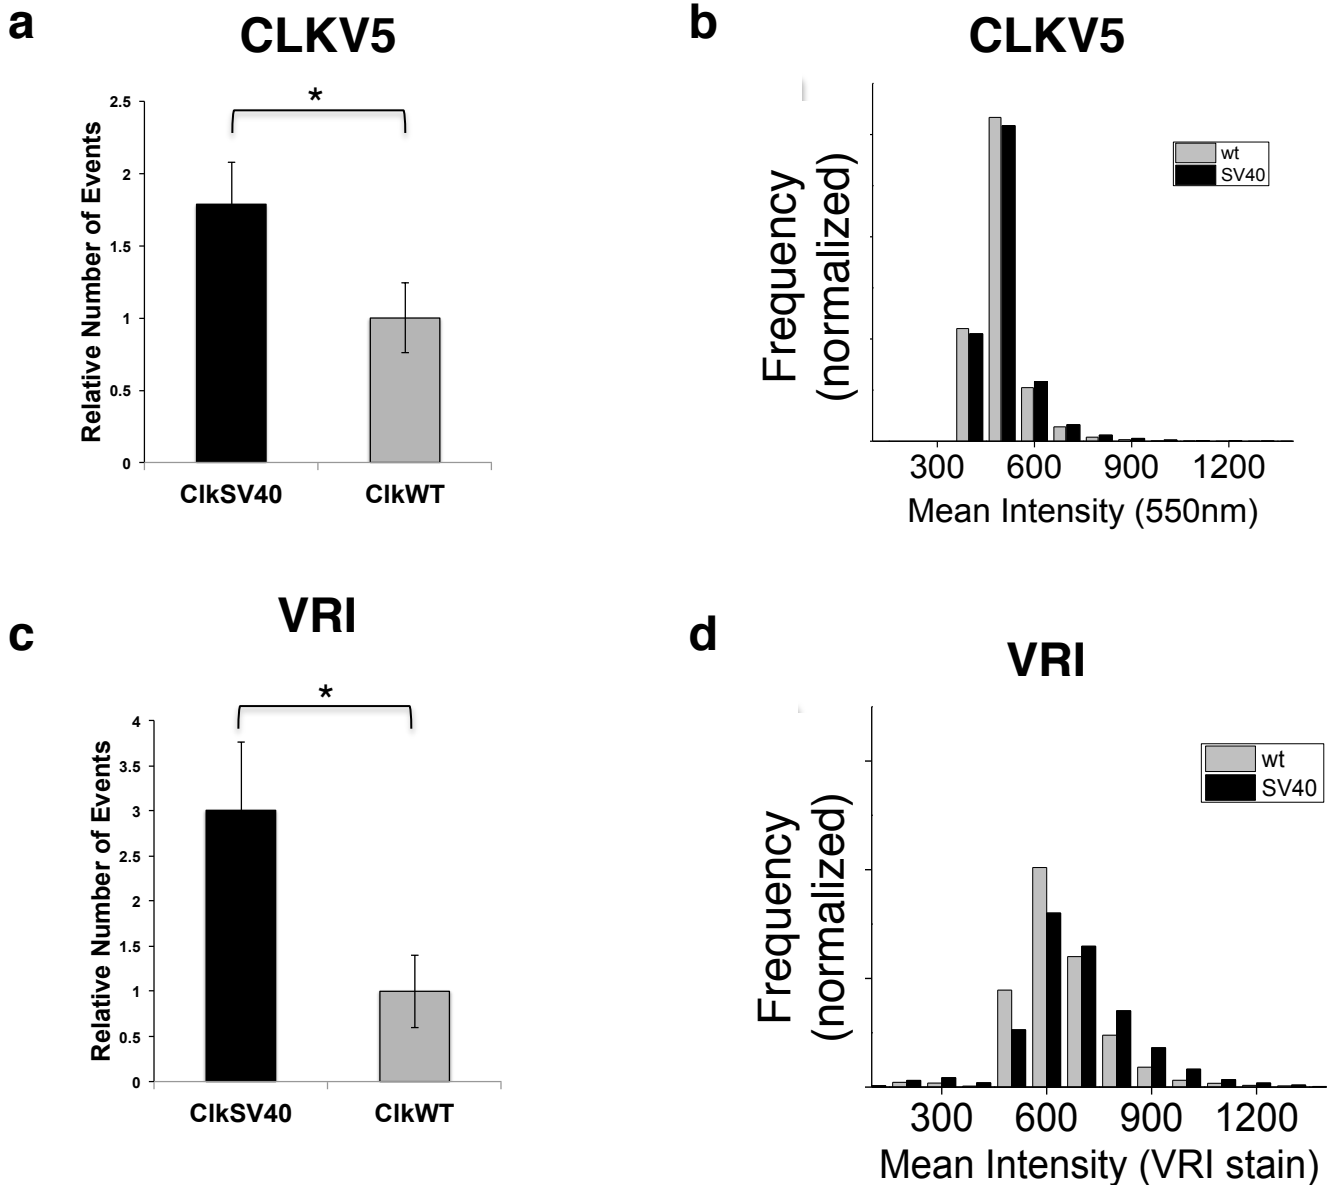 a
CLKV5
*
2.5
2
1.5
1
0.5
0
Relative Number of Events
ClkSV40 ClkWT
b
CLKV5
wt
SV40
Frequency
(normalized)
300 600 900 1200
Mean Intensity (550nm)
c
VRI
*
4
3.5
3
2.5
2
1.5
1
0.5
0
Relative Number of Events
ClkSV40 ClkWT
d
VRI
wt
SV40
Frequency
(normalized)
300 600 900 1200
Mean Intensity (VRI stain)